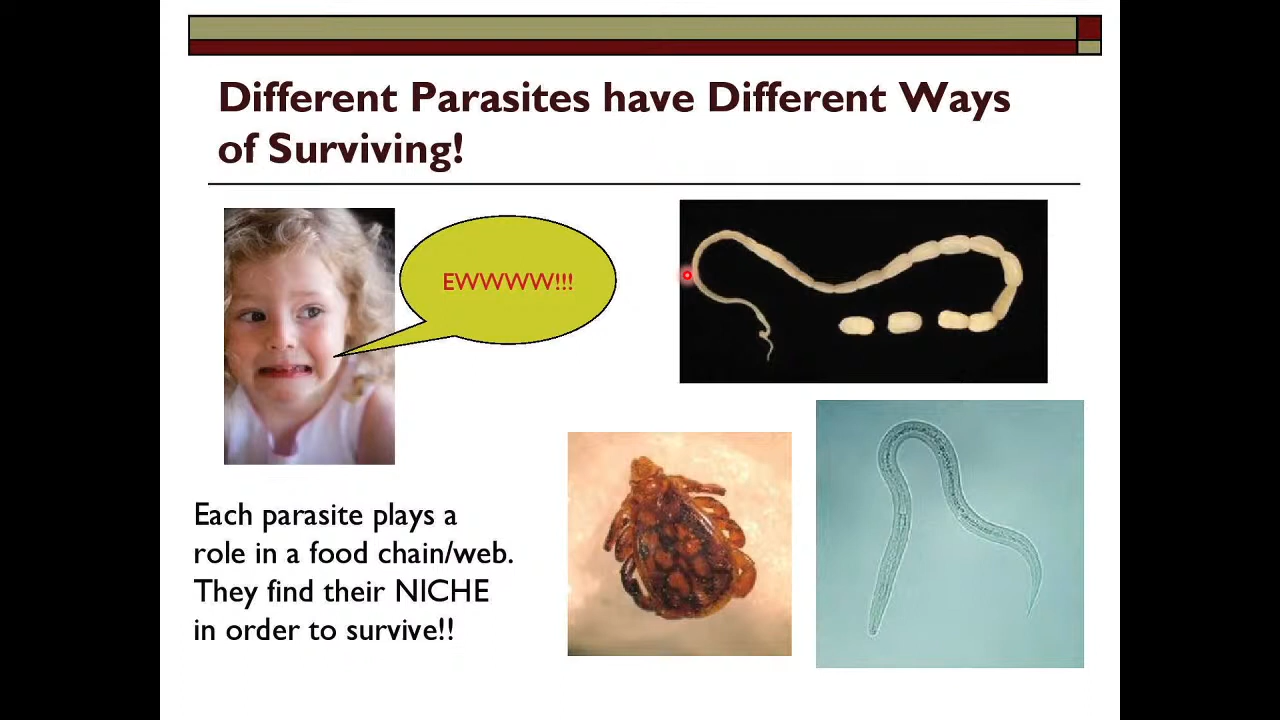 Different Parasites have Different Ways
of Surviving!
EWWWW!!!
Each parasite plays a
role in a food chain/web.
They find their NICHE
in order to survive!!